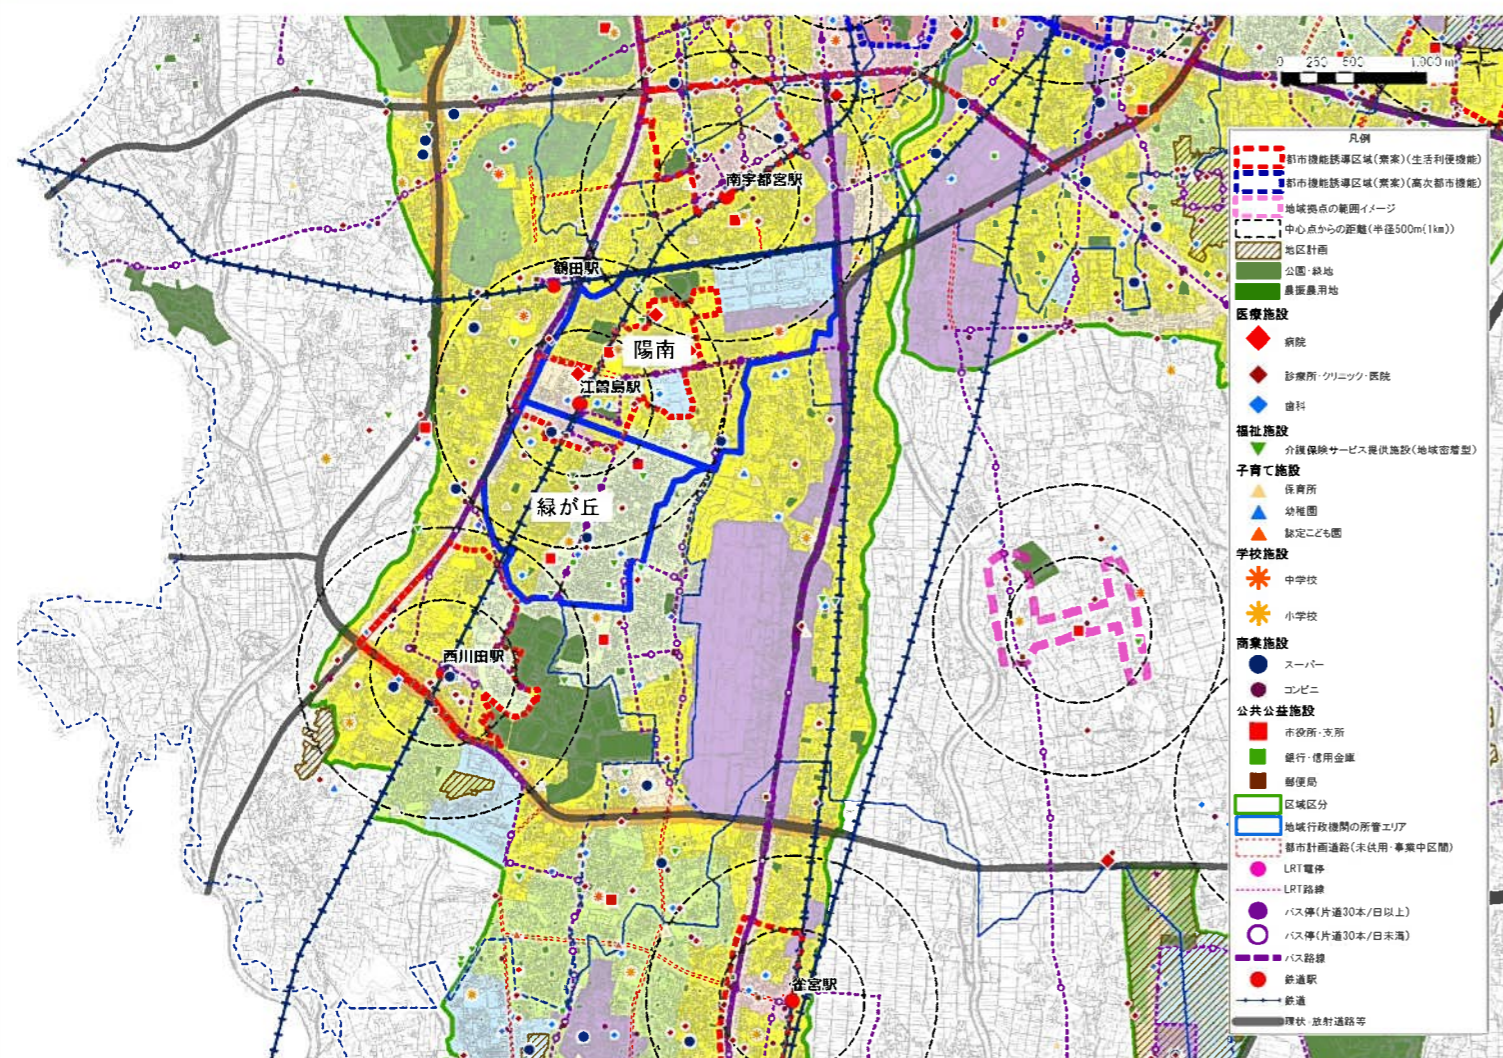 0 250 500 1,000 m
南宇都宮駅
鶴田駅
陽南
江曽島駅
緑が丘
西川田駅
雀宮駅
凡例
都市機能誘導区域(素案)(生活利便機能)
都市機能誘導区域(素案)(高次都市機能)
地域拠点の範囲イメージ
中心点からの距離(半径500m(1km))
地区計画
公園・緑地
農振農用地
医療施設
病院
診療所・クリニック・医院
歯科
福祉施設
介護保険サービス提供施設(地域密着型)
子育て施設
保育所
幼稚園
認定こども園
学校施設
中学校
小学校
商業施設
スーパー
コンビニ
公共公益施設
市役所・支所
銀行・信用金庫
郵便局
区域区分
地域行政機関の所管エリア
都市計画道路(未供用・事業中区間)
LRT電停
LRT路線
バス停(片道30本/日以上)
バス停(片道30本/日未満)
バス路線
鉄道駅
鉄道
環状・放射道路等